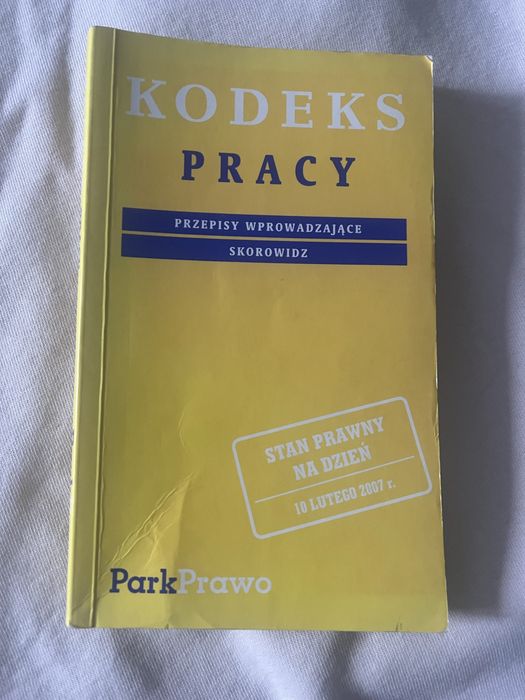 KODEKS
PRACY
PRZEPISY WPROWADZAJĄCE
SKOROWIDZ
STAN PRAWNY
NA DZIEŃ
10 LUTEGO 2007 r.
ParkPrawo